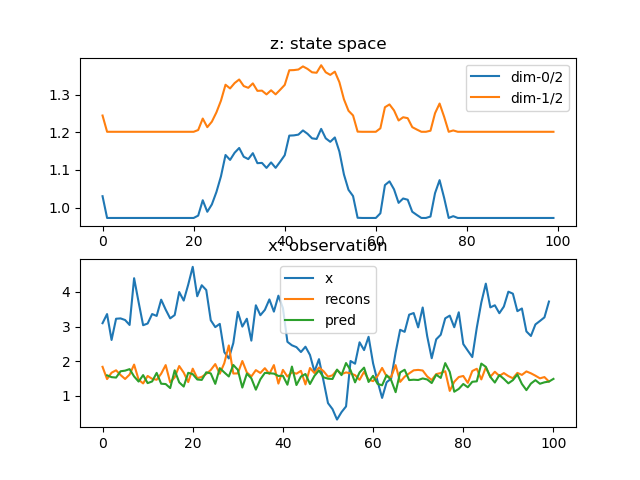 z: state space
dim-0/2
dim-1/2
1.3
1.2
1.1
1.0
0 20 40 60 80 100
x: observation
x
recons
pred
4
3
2
1
0 20 40 60 80 100